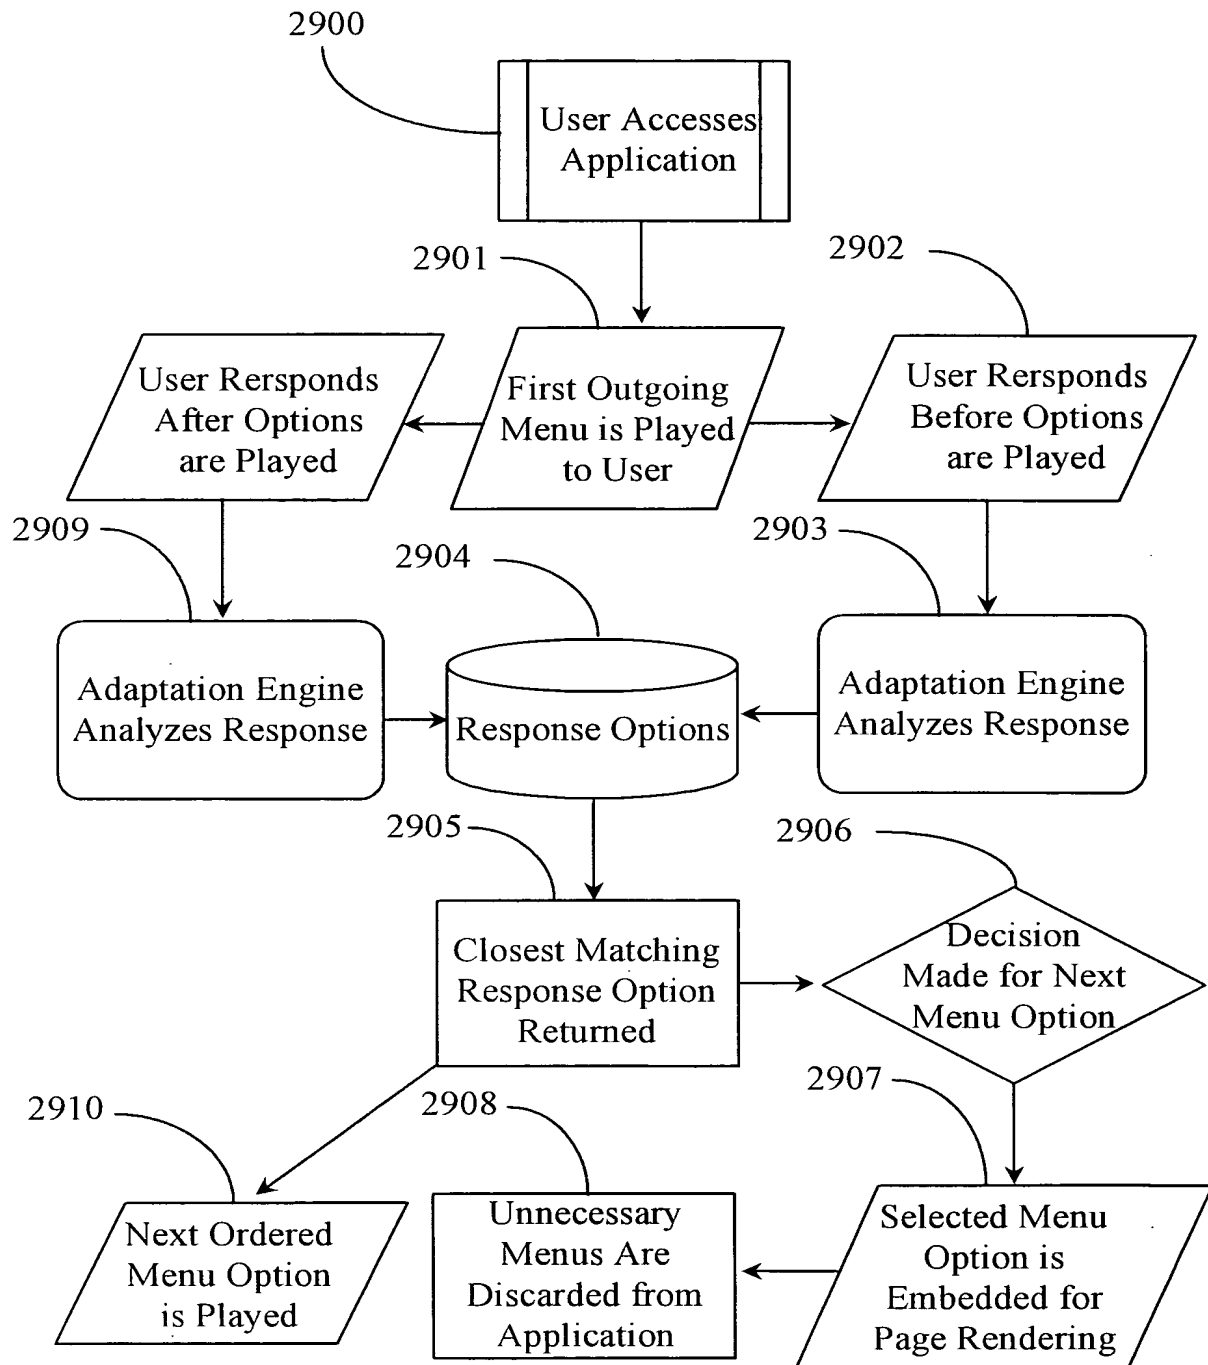 2900
User Accesses
Application
2901
2902
User Rersponds
After Options
are Played
First Outgoing
Menu is Played
to User
User Rersponds
Before Options
are Played
2909
2904
2903
Adaptation Engine
Analyzes Response
Response Options
Adaptation Engine
Analyzes Response
2905
2906
Closest Matching
Response Option
Returned
Decision
Made for Next
Menu Option
2910
2908
2907
Next Ordered
Menu Option
is Played
Unnecessary
Menus Are
Discarded from
Application
Selected Menu
Option is
Embedded for
Page Rendering